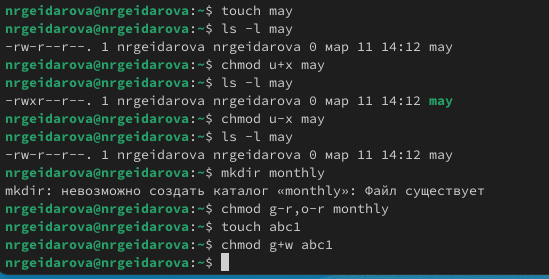 nrgeidarova@nrgeidarova:~$ touch may
nrgeidarova@nrgeidarova:~$ ls -l may
-rw-r--r--. 1 nrgeidarova nrgeidarova 0 мар 11 14:12 may
nrgeidarova@nrgeidarova:~$ chmod u+x may
nrgeidarova@nrgeidarova:~$ ls -l may
-rwxr--r--. 1 nrgeidarova nrgeidarova 0 мар 11 14:12 may
nrgeidarova@nrgeidarova:~$ chmod u-x may
nrgeidarova@nrgeidarova:~$ ls -l may
-rw-r--r--. 1 nrgeidarova nrgeidarova 0 мар 11 14:12 may
nrgeidarova@nrgeidarova:~$ mkdir monthly
mkdir: невозможно создать каталог «monthly»: Файл существует
nrgeidarova@nrgeidarova:~$ chmod g-r,o-r monthly
nrgeidarova@nrgeidarova:~$ touch abc1
nrgeidarova@nrgeidarova:~$ chmod g+w abc1
nrgeidarova@nrgeidarova:~$